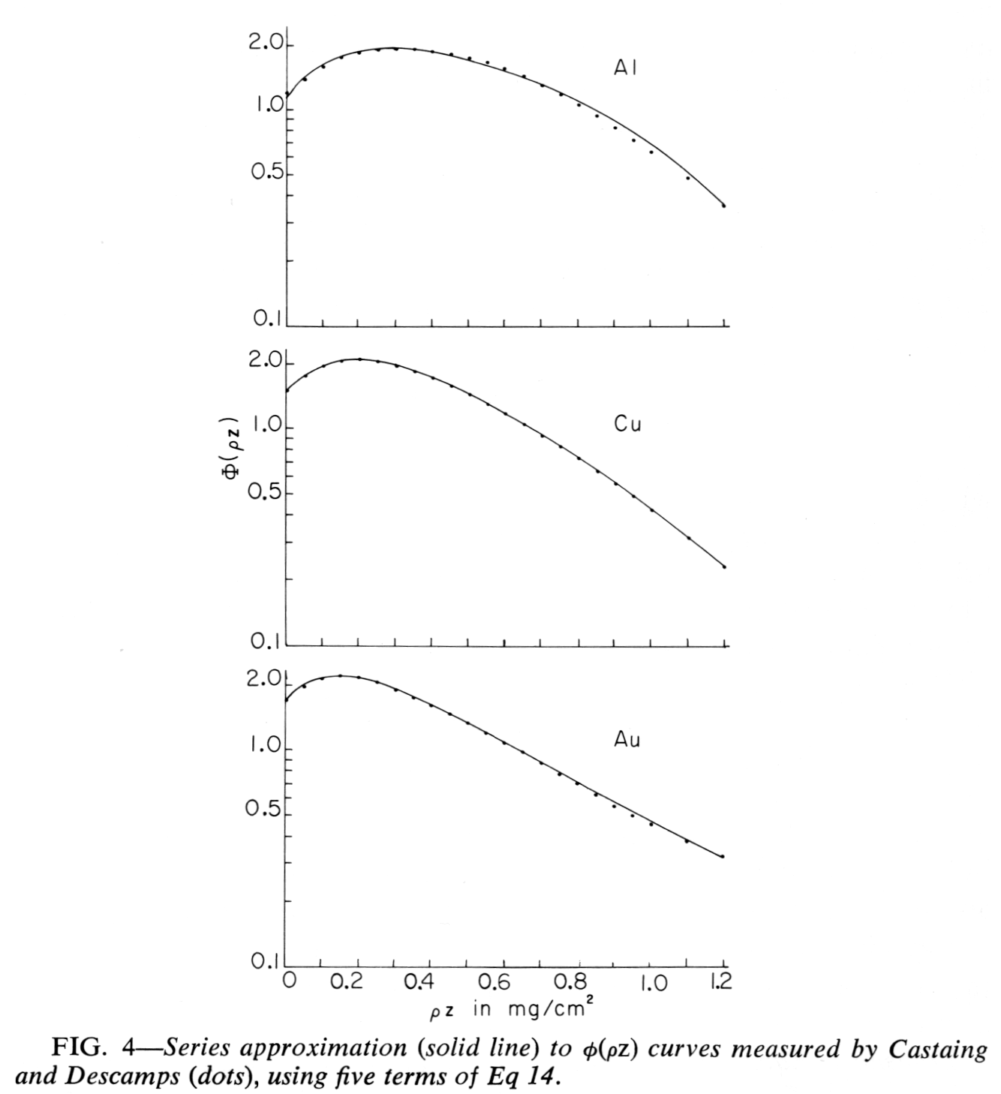 2.0
Al
1.0
0.5
0.1
2.0
Φ(ρz)
1.0
Cu
0.5
0.1
2.0
1.0
Au
0.5
0.1
0 0.2 0.4 0.6 0.8 1.0 1.2
ρz in mg/cm²
FIG. 4—Series approximation (solid line) to ϕ(ρz) curves measured by Castaing
and Descamps (dots), using five terms of Eq 14.